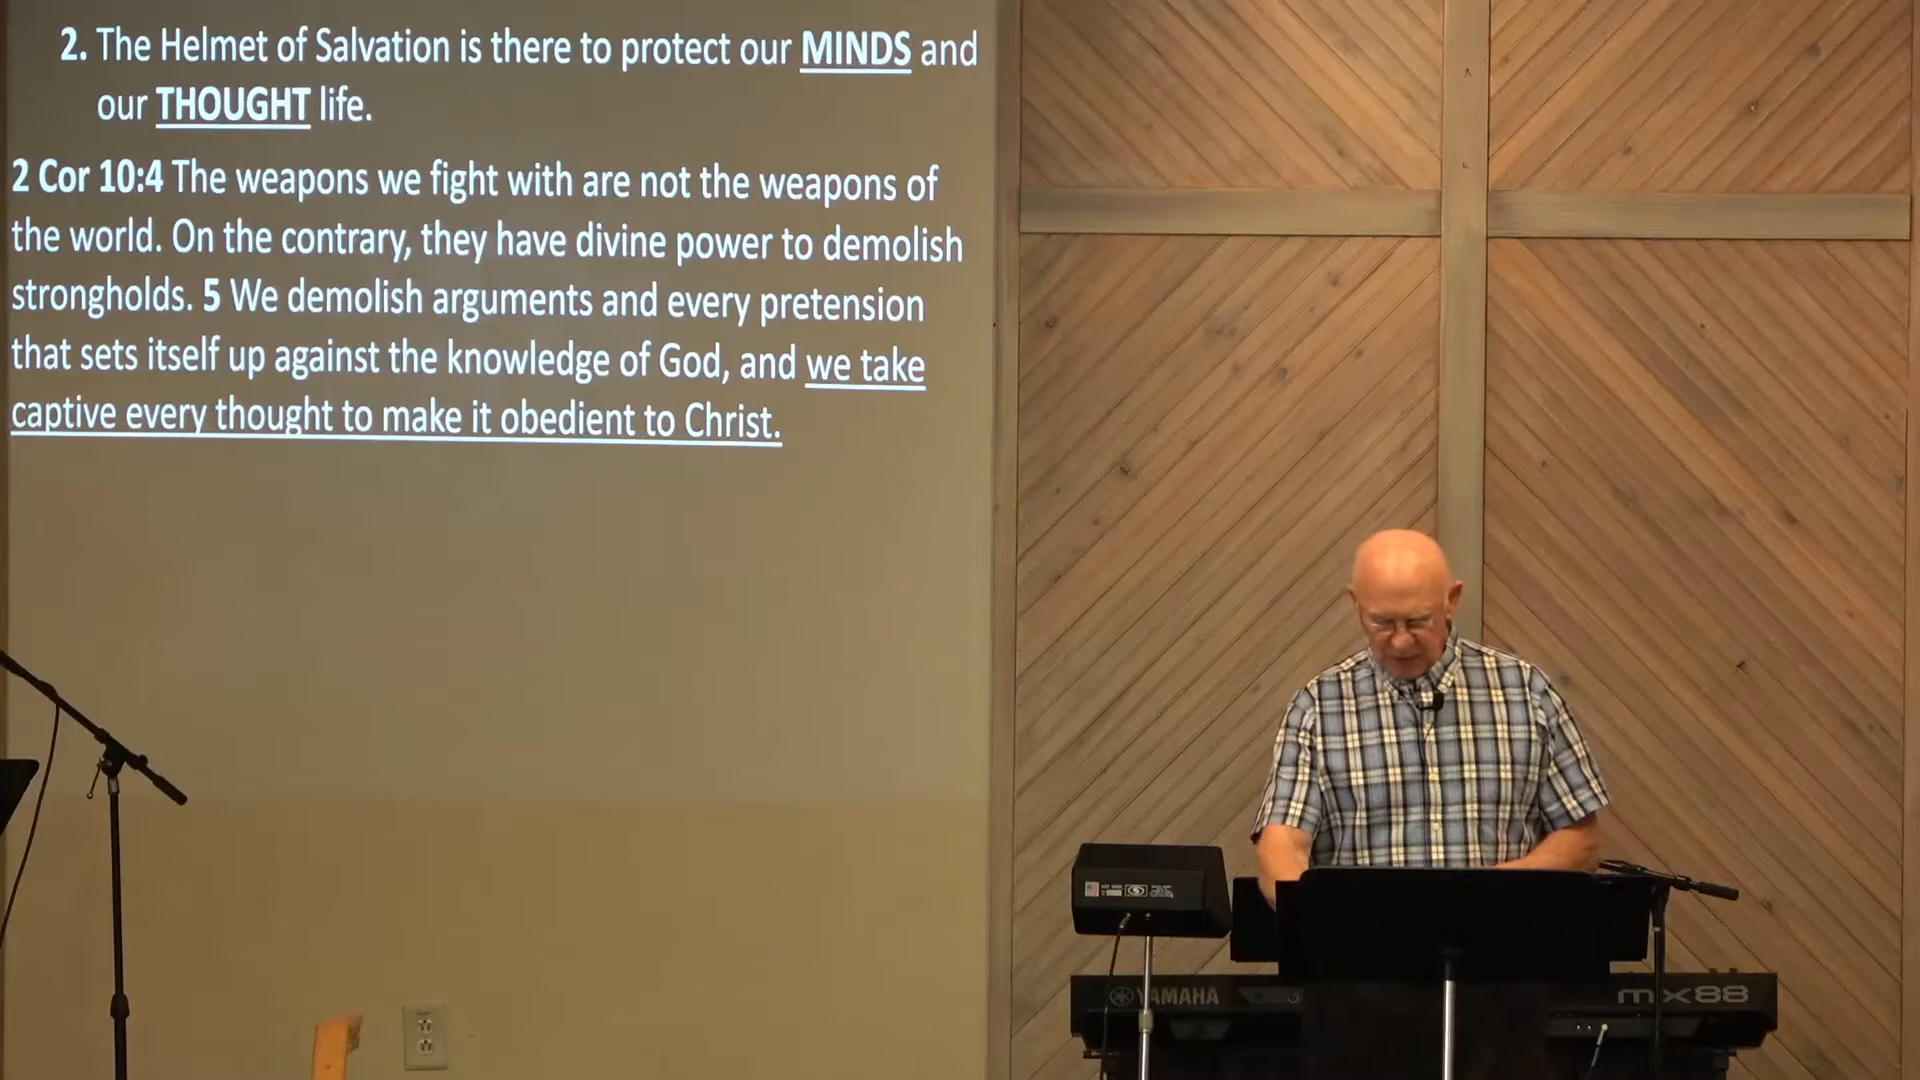 2. The Helmet of Salvation is there to protect our MINDS and
our THOUGHT life.
2 Cor 10:4 The weapons we fight with are not the weapons of
the world. On the contrary, they have divine power to demolish
strongholds. 5 We demolish arguments and every pretension
that sets itself up against the knowledge of God, and we take
captive every thought to make it obedient to Christ.
YAMAHA
mx88